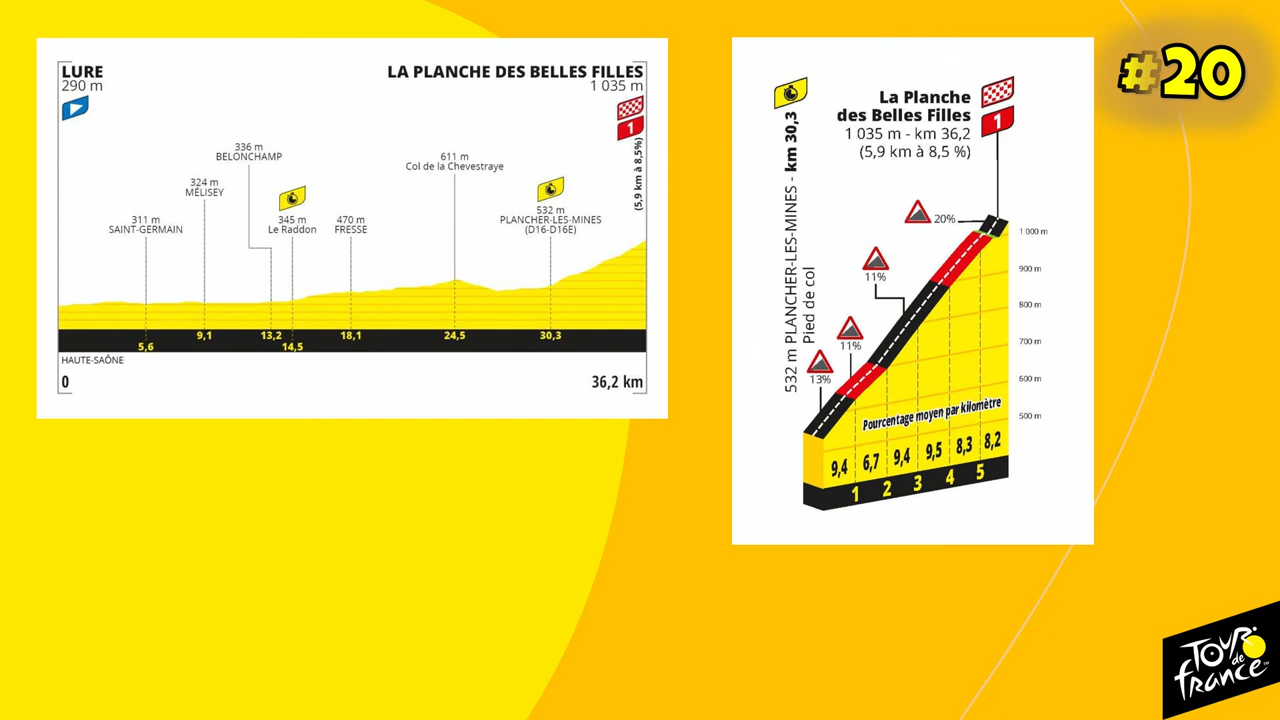 #20
LURE
290 m
LA PLANCHE DES BELLES FILLES
1 035 m
1
(5,9 km à 8,5%)
336 m
BELONCHAMP
611 m
Col de la Chevestraye
324 m
MÉLISEY
532 m
PLANCHER-LES-MINES
(D16-D16E)
311 m
SAINT-GERMAIN
345 m
Le Raddon
470 m
FRESSE
9,1
13,2
18,1
24,5
30,3
5,6
14,5
HAUTE-SAÔNE
0
36,2 km
La Planche
des Belles Filles
1 035 m - km 36,2
(5,9 km à 8,5 %)
1
532 m PLANCHER-LES-MINES - km 30,3
Pied de col
20%
11%
11%
13%
1 000 m
900 m
800 m
700 m
600 m
500 m
Pourcentage moyen par kilomètre
9,4 6,7 9,4 9,5 8,3 8,2
1 2 3 4 5
TOUR
de
france™